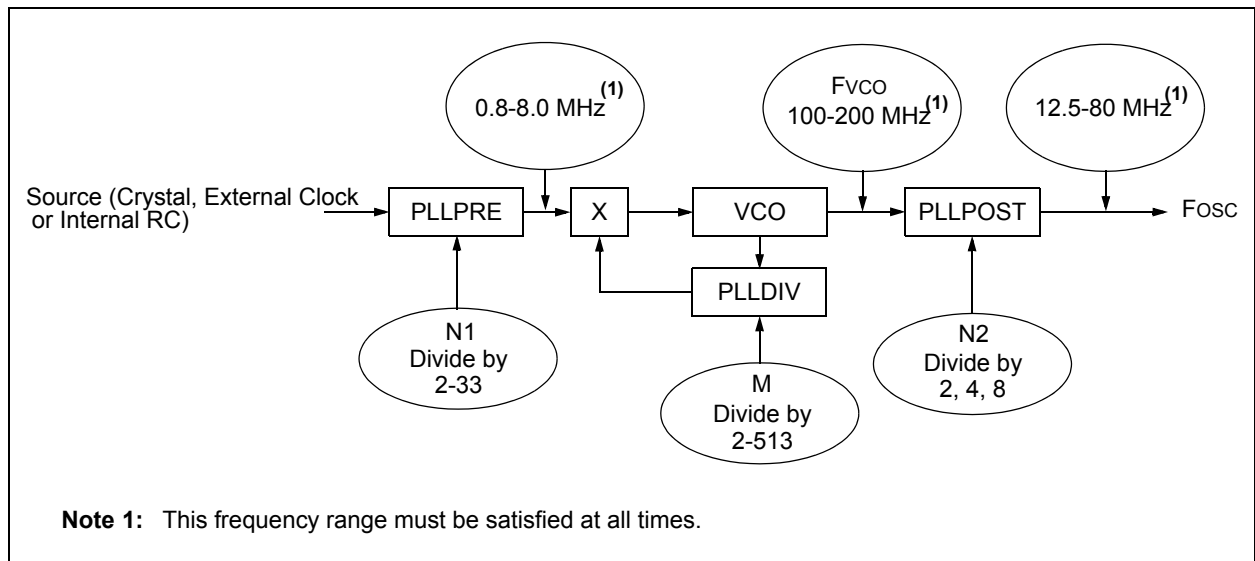 0.8-8.0 MHz(1)
FVCO
100-200 MHz(1)
12.5-80 MHz(1)
Source (Crystal, External Clock
or Internal RC)
PLLPRE
X
VCO
PLLPOST
FOSC
PLLDIV
N1
Divide by
2-33
M
Divide by
2-513
N2
Divide by
2, 4, 8
Note 1: This frequency range must be satisfied at all times.